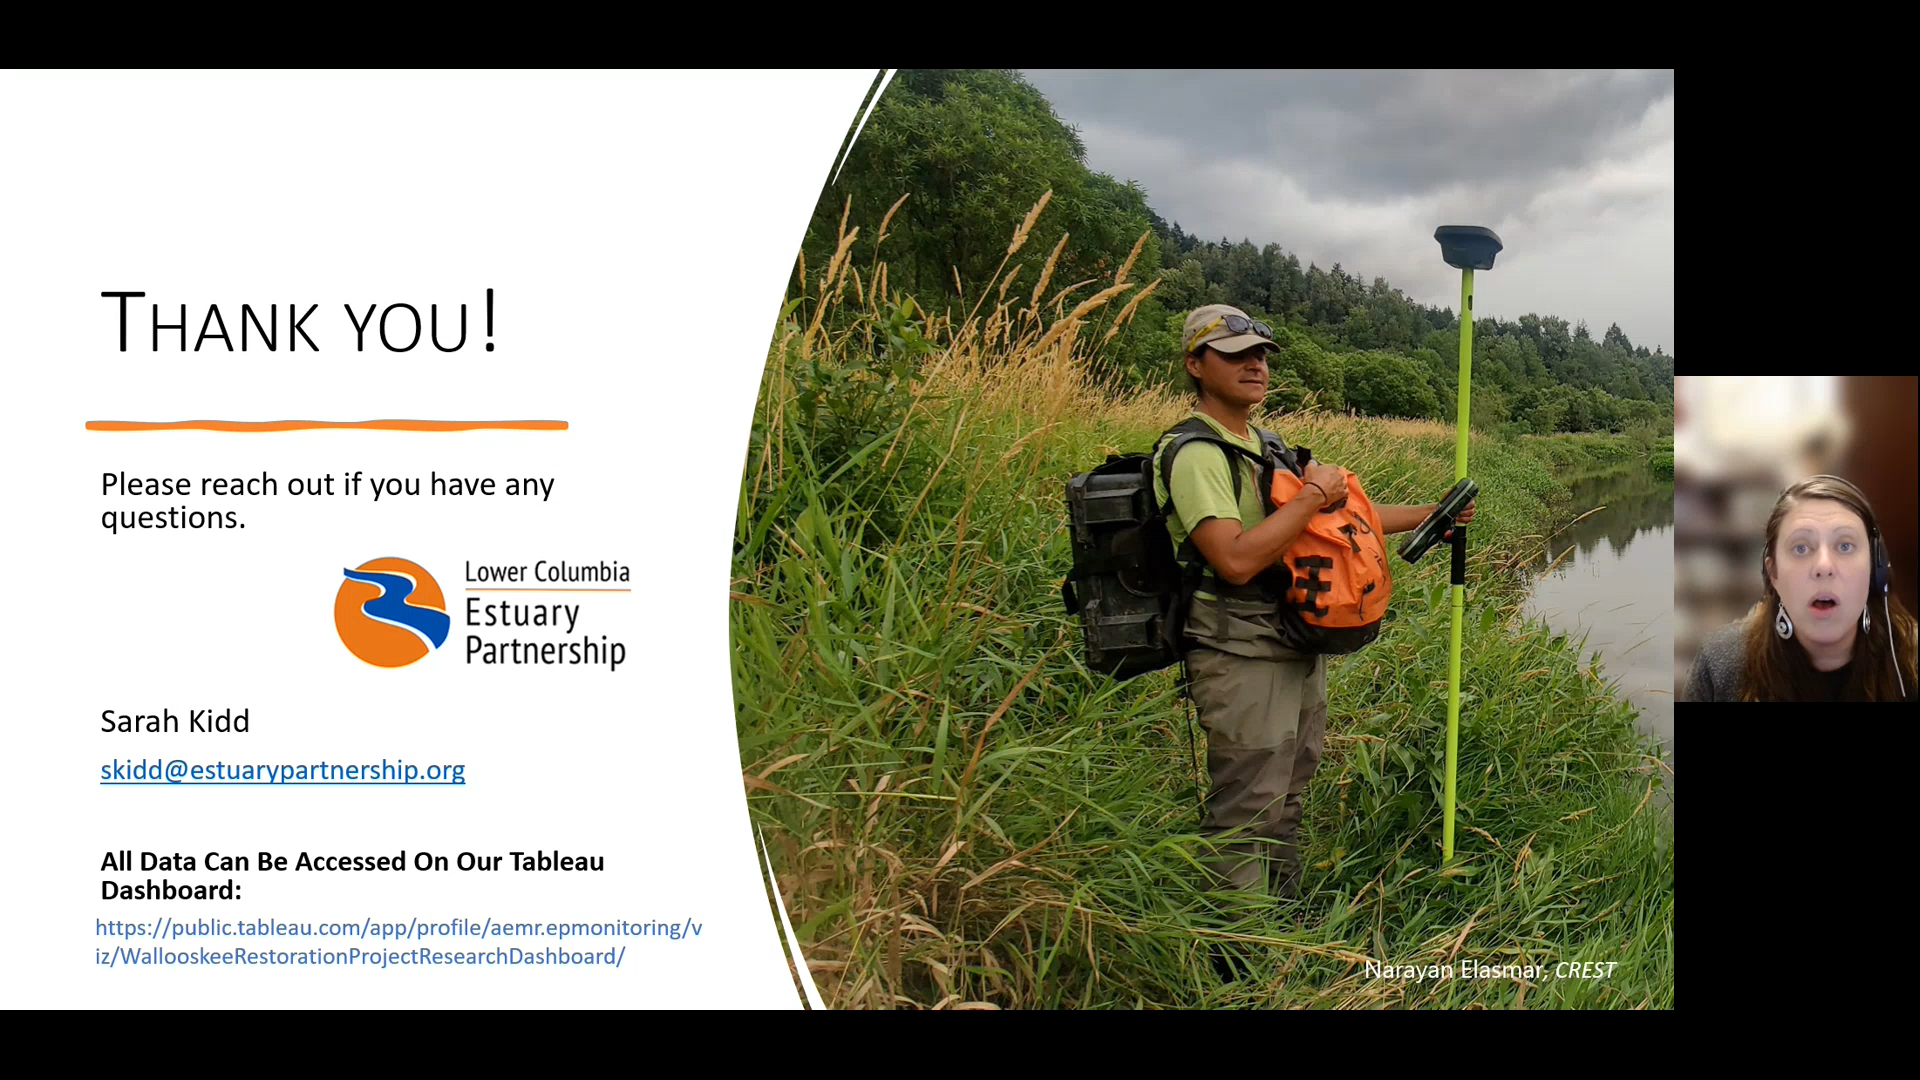 THANK YOU!
Please reach out if you have any
questions.
Lower Columbia
Estuary
Partnership
Sarah Kidd
skidd@estuarypartnership.org
All Data Can Be Accessed On Our Tableau
Dashboard:
https://public.tableau.com/app/profile/aemr.epmonitoring/v
iz/WallooskeeRestorationProjectResearchDashboard/
Narayan Elasmar, CREST